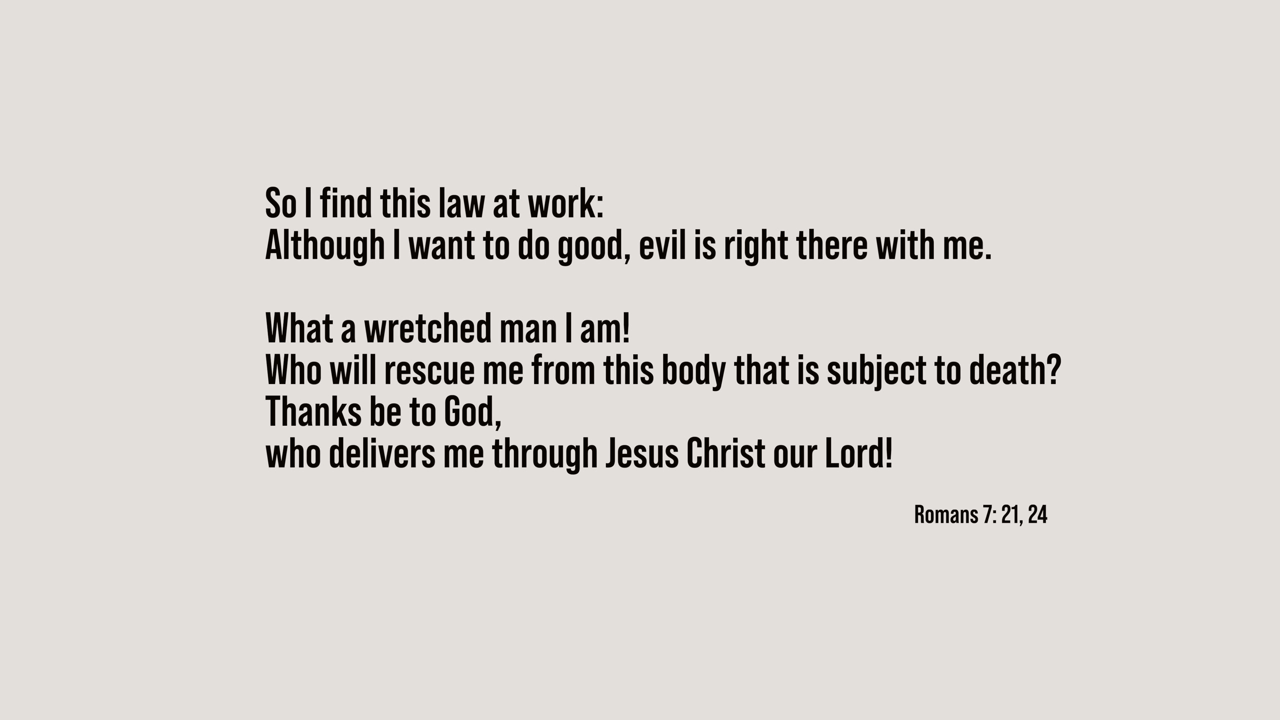 So I find this law at work:
Although I want to do good, evil is right there with me.
What a wretched man I am!
Who will rescue me from this body that is subject to death?
Thanks be to God,
who delivers me through Jesus Christ our Lord!
Romans 7: 21, 24